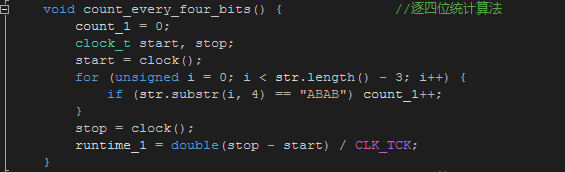 void count_every_four_bits() { //逐四位统计算法
count_1 = 0;
clock_t start, stop;
start = clock();
for (unsigned i = 0; i < str.length() - 3; i++) {
if (str.substr(i, 4) == "ABAB") count_1++;
}
stop = clock();
runtime_1 = double(stop - start) / CLK_TCK;
}